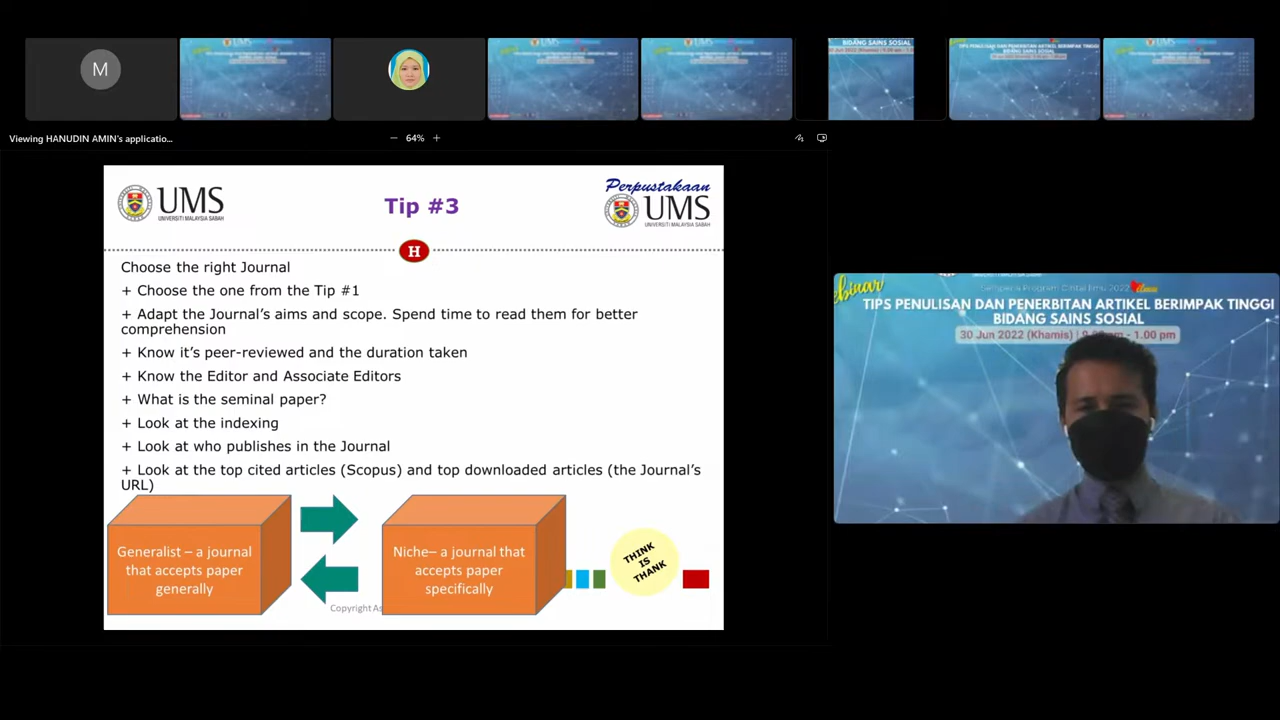 M
Viewing HANUDIN AMIN's applicatio...
64%
UMS
UNIVERSITI MALAYSIA SABAH
Tip #3
Perpustakaan
UMS
UNIVERSITI MALAYSIA SABAH
H
Choose the right Journal
+ Choose the one from the Tip #1
+ Adapt the Journal's aims and scope. Spend time to read them for better
comprehension
+ Know it's peer-reviewed and the duration taken
+ Know the Editor and Associate Editors
+ What is the seminal paper?
+ Look at the indexing
+ Look at who publishes in the Journal
+ Look at the top cited articles (Scopus) and top downloaded articles (the Journal's
URL)
Generalist – a journal
that accepts paper
generally
Niche– a journal that
accepts paper
specifically
THINK
IS
THANK
Copyright As
TIPS PENULISAN DAN PENERBITAN ARTIKEL BERIMPAK TINGGI
BIDANG SAINS SOSIAL
30 Jun 2022 (Khamis)
- 1.00 pm